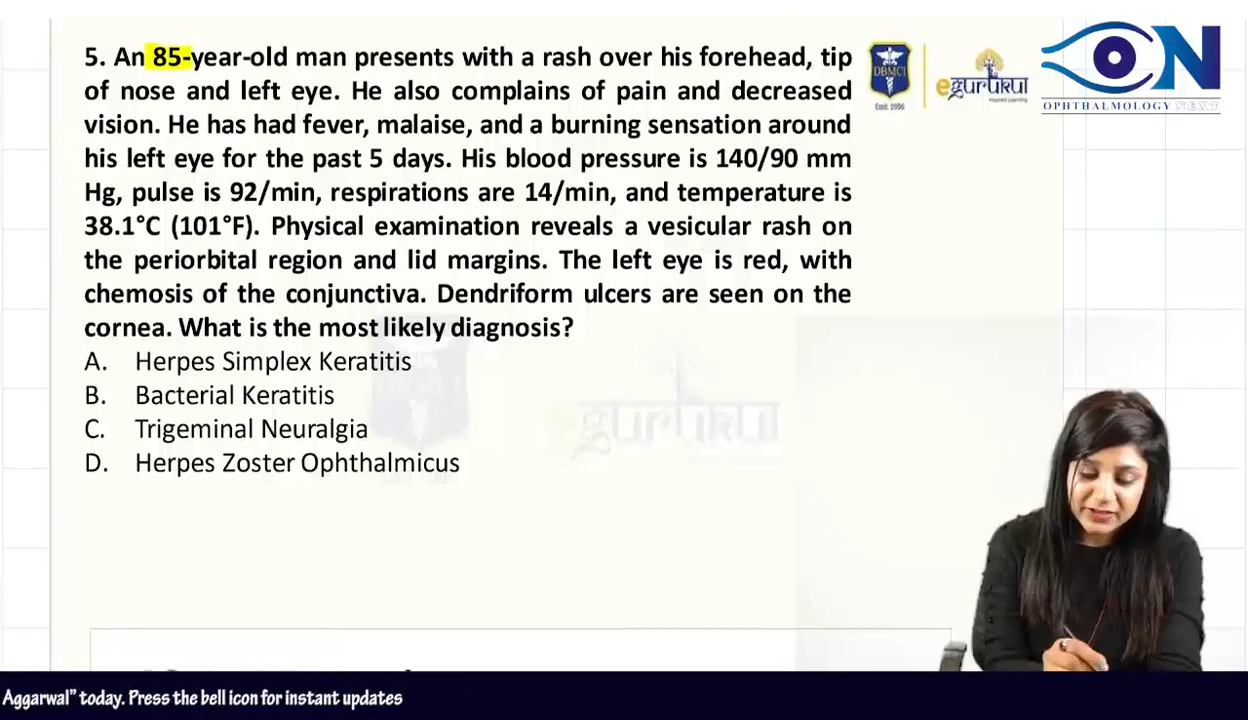 5. An 85-year-old man presents with a rash over his forehead, tip
of nose and left eye. He also complains of pain and decreased
vision. He has had fever, malaise, and a burning sensation around
his left eye for the past 5 days. His blood pressure is 140/90 mm
Hg, pulse is 92/min, respirations are 14/min, and temperature is
38.1°C (101°F). Physical examination reveals a vesicular rash on
the periorbital region and lid margins. The left eye is red, with
chemosis of the conjunctiva. Dendriform ulcers are seen on the
cornea. What is the most likely diagnosis?
A. Herpes Simplex Keratitis
B. Bacterial Keratitis
C. Trigeminal Neuralgia
D. Herpes Zoster Ophthalmicus
DBMCI
egurukul
ON
OPHTHALMOLOGY NEXT
egurukul
Aggarwal" today. Press the bell icon for instant updates